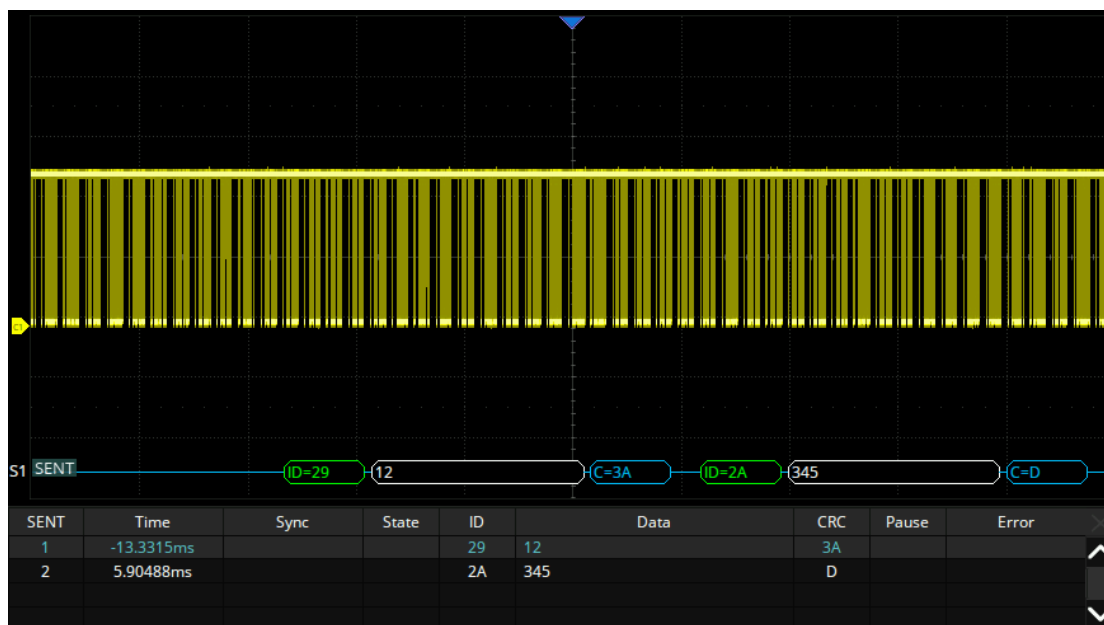 C1
S1 SENT ID=29 12 C=3A ID=2A 345 C=D
SENT Time Sync State ID Data CRC Pause Error
1 -13.3315ms 29 12 3A
2 5.90488ms 2A 345 D